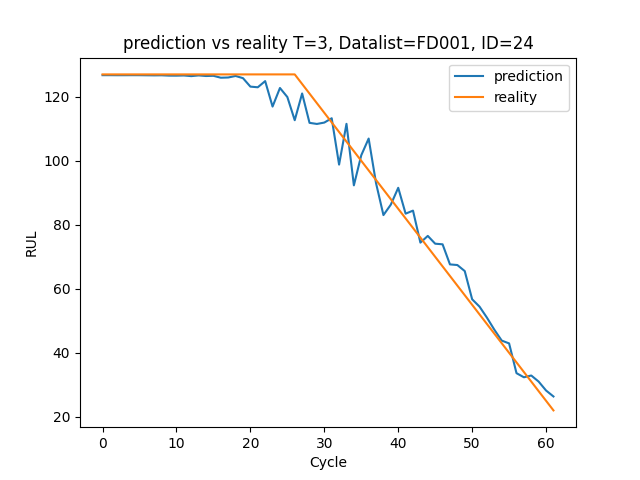 prediction vs reality T=3, Datalist=FD001, ID=24
prediction
reality
120
100
80
60
40
20
RUL
0 10 20 30 40 50 60
Cycle